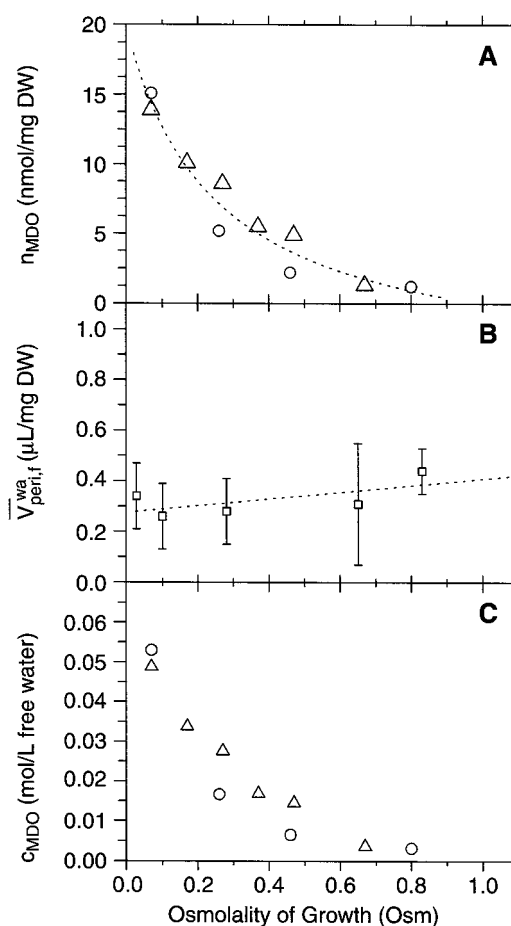 A
n_MDO (nmol/mg DW)
20
15
10
5
0
B
V̅^wa_peri,f (µL/mg DW)
1.0
0.8
0.6
0.4
0.2
0.0
C
c_MDO (mol/L free water)
0.06
0.05
0.04
0.03
0.02
0.01
0.00
0.0 0.2 0.4 0.6 0.8 1.0
Osmolality of Growth (Osm)